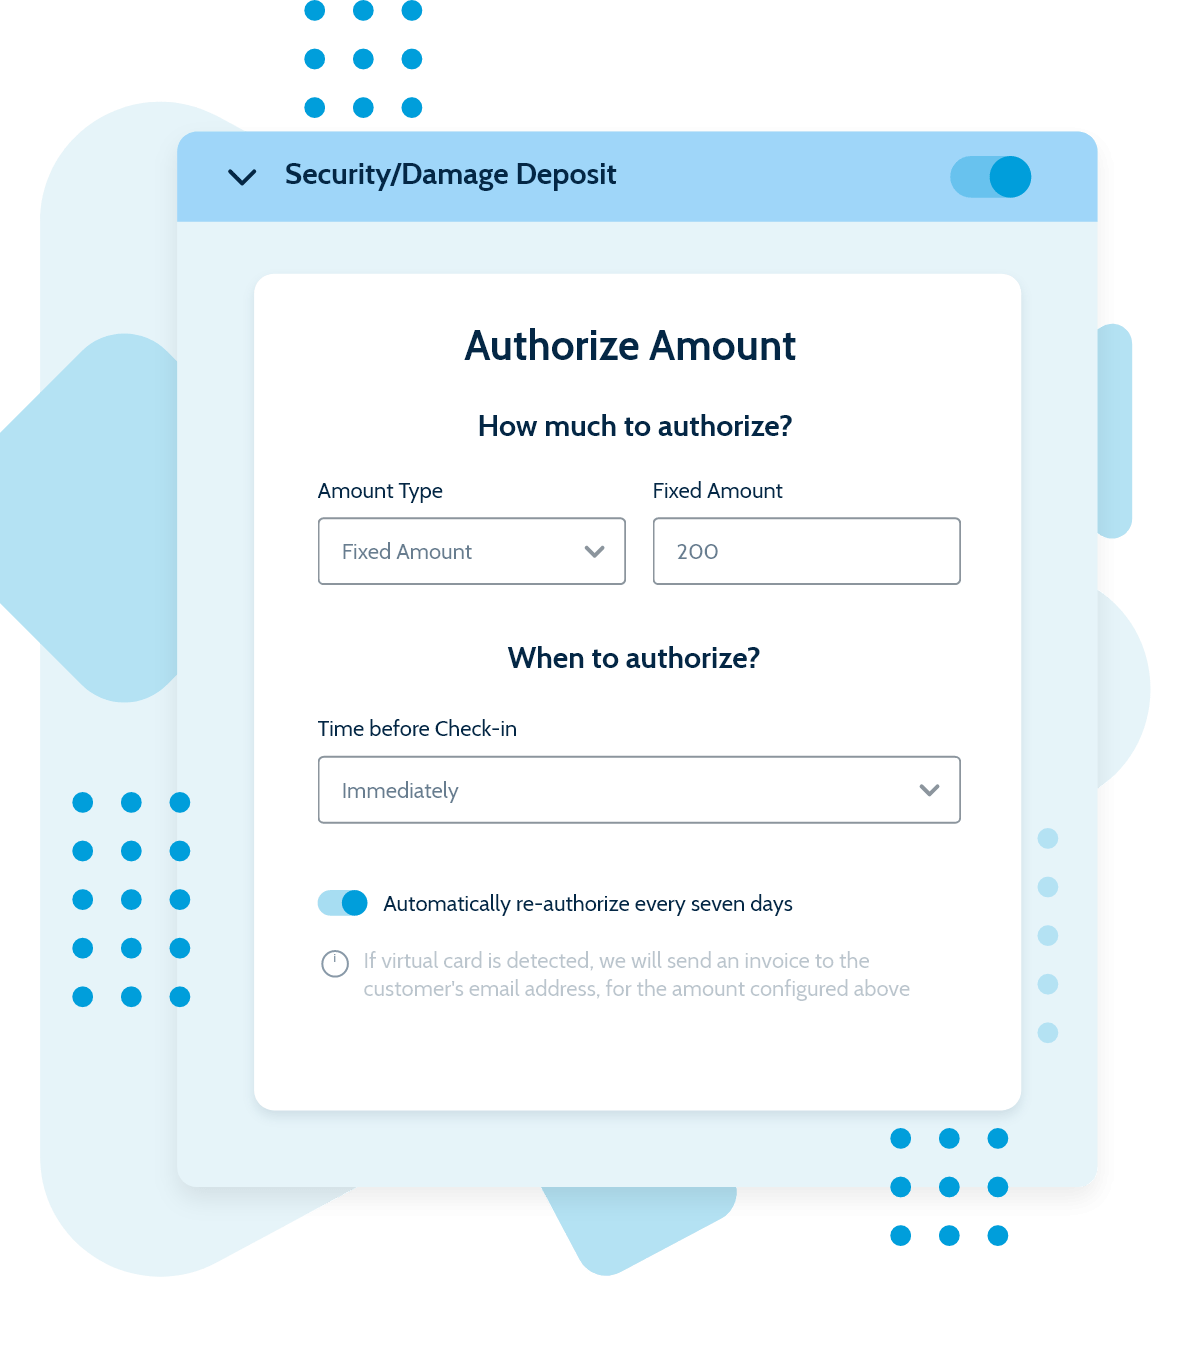 Security/Damage Deposit
Authorize Amount
How much to authorize?
Amount Type
Fixed Amount
Fixed Amount
200
When to authorize?
Time before Check-in
Immediately
Automatically re-authorize every seven days
i
If virtual card is detected, we will send an invoice to the
customer's email address, for the amount configured above